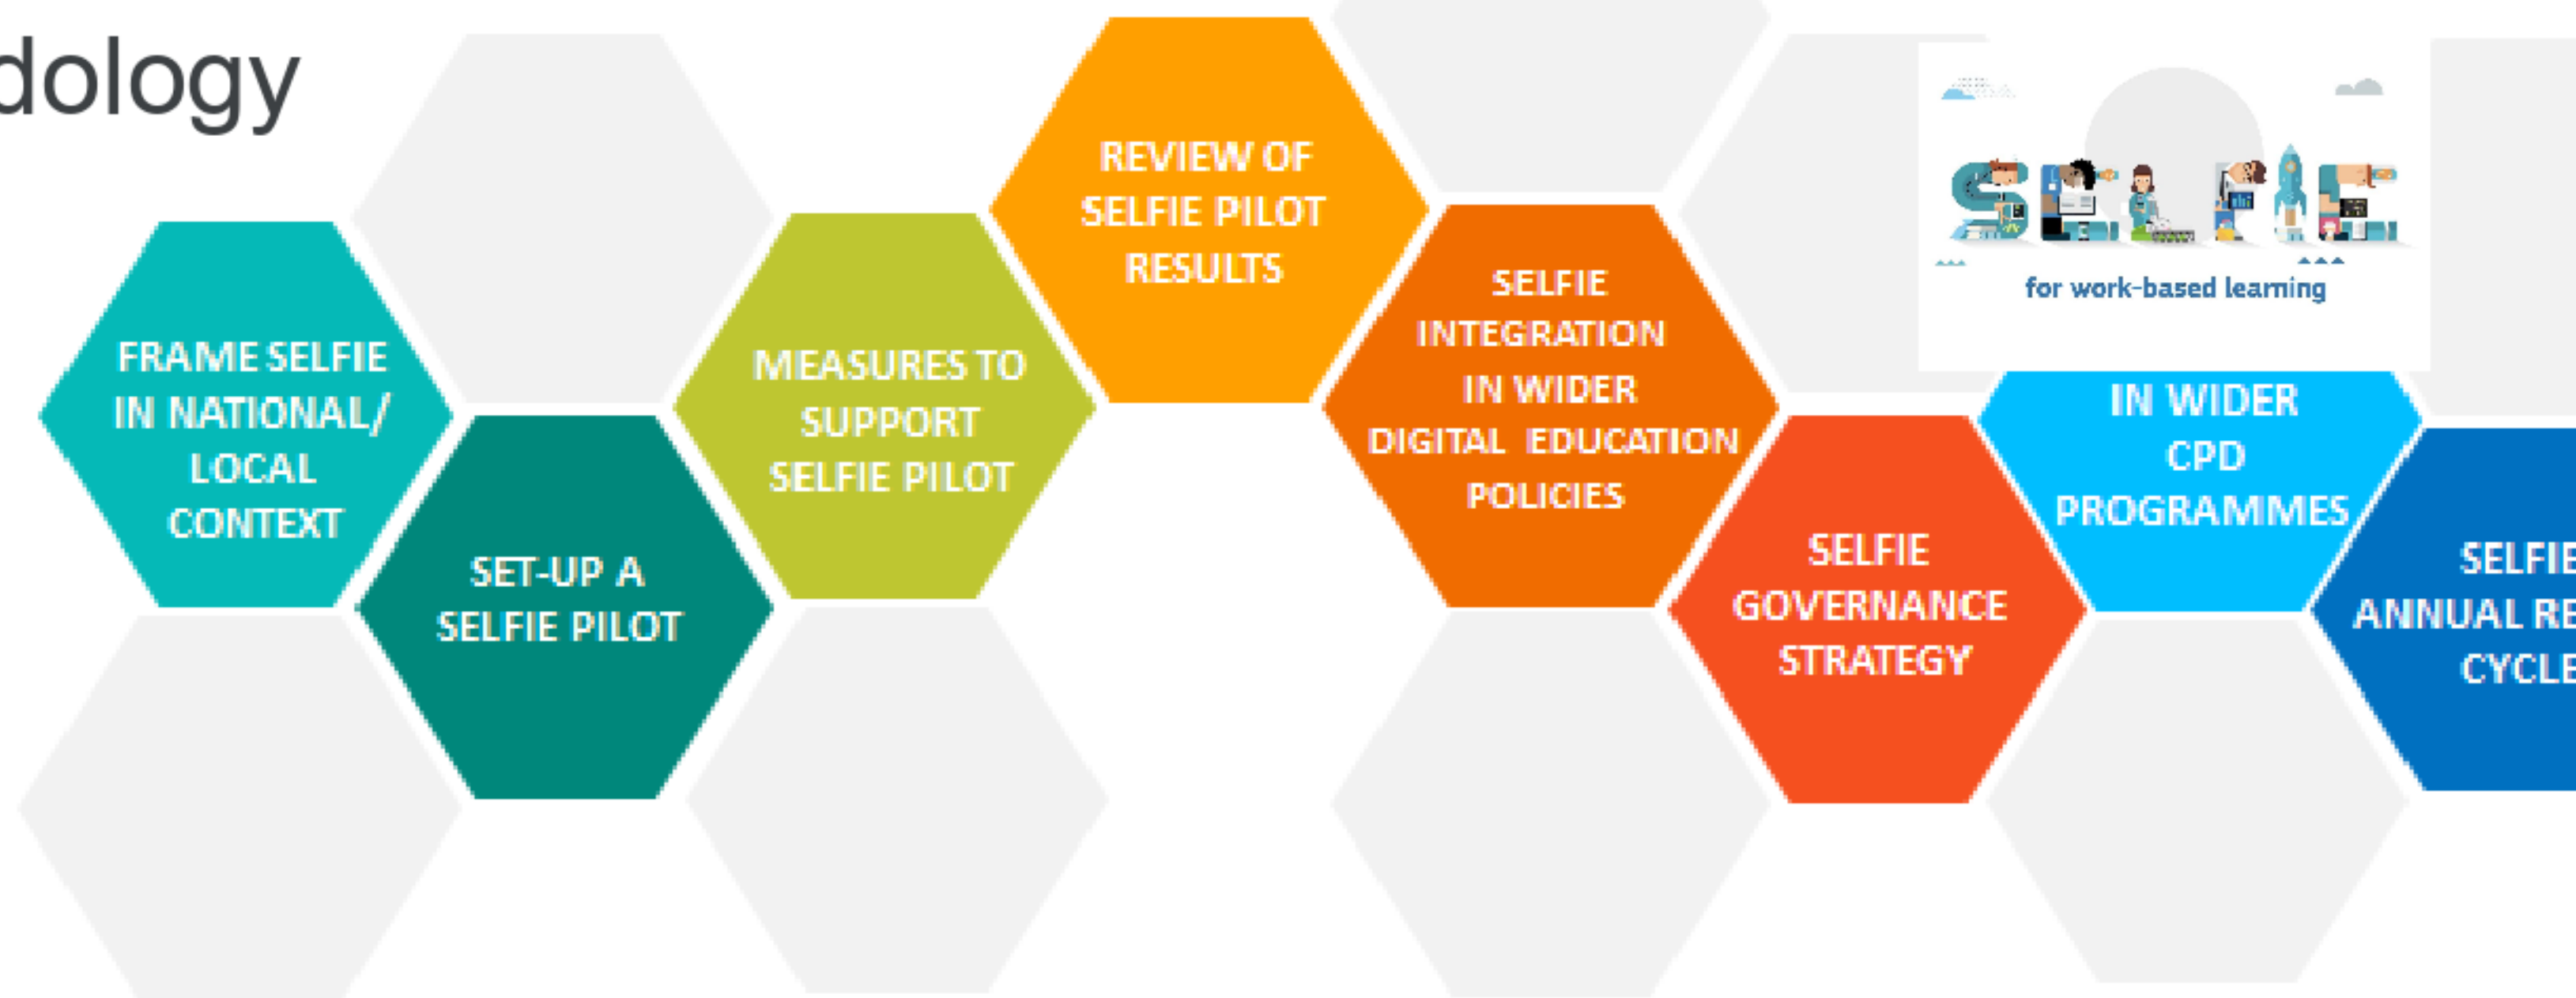 dology
FRAME SELFIE
IN NATIONAL/
LOCAL
CONTEXT
SET-UP A
SELFIE PILOT
MEASURES TO
SUPPORT
SELFIE PILOT
REVIEW OF
SELFIE PILOT
RESULTS
SELFIE
INTEGRATION
IN WIDER
DIGITAL EDUCATION
POLICIES
SELFIE
GOVERNANCE
STRATEGY
SELFIE
for work-based learning
IN WIDER
CPD
PROGRAMMES
SELFIE
ANNUAL RE
CYCLE